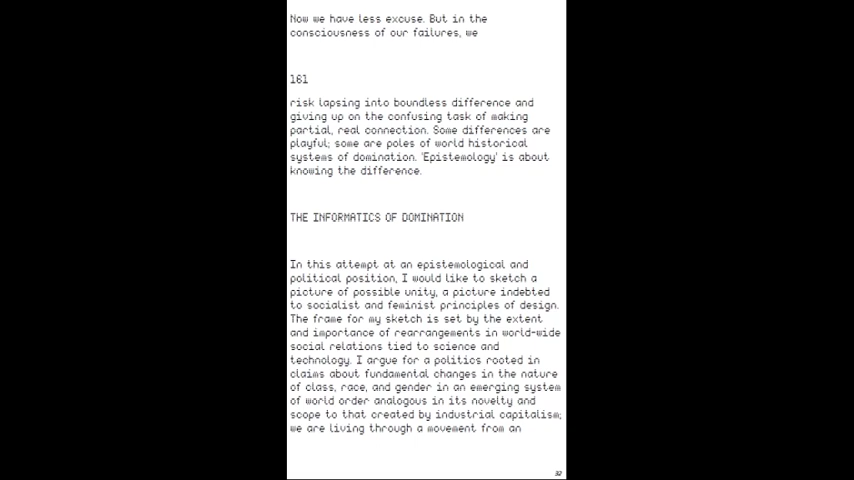 Now we have less excuse. But in the
consciousness of our failures, we
161
risk lapsing into boundless difference and
giving up on the confusing task of making
partial, real connection. Some differences are
playful; some are poles of world historical
systems of domination. 'Epistemology' is about
knowing the difference.
THE INFORMATICS OF DOMINATION
In this attempt at an epistemological and
political position, I would like to sketch a
picture of possible unity, a picture indebted
to socialist and feminist principles of design.
The frame for my sketch is set by the extent
and importance of rearrangements in world-wide
social relations tied to science and
technology. I argue for a politics rooted in
claims about fundamental changes in the nature
of class, race, and gender in an emerging system
of world order analogous in its novelty and
scope to that created by industrial capitalism;
we are living through a movement from an
32